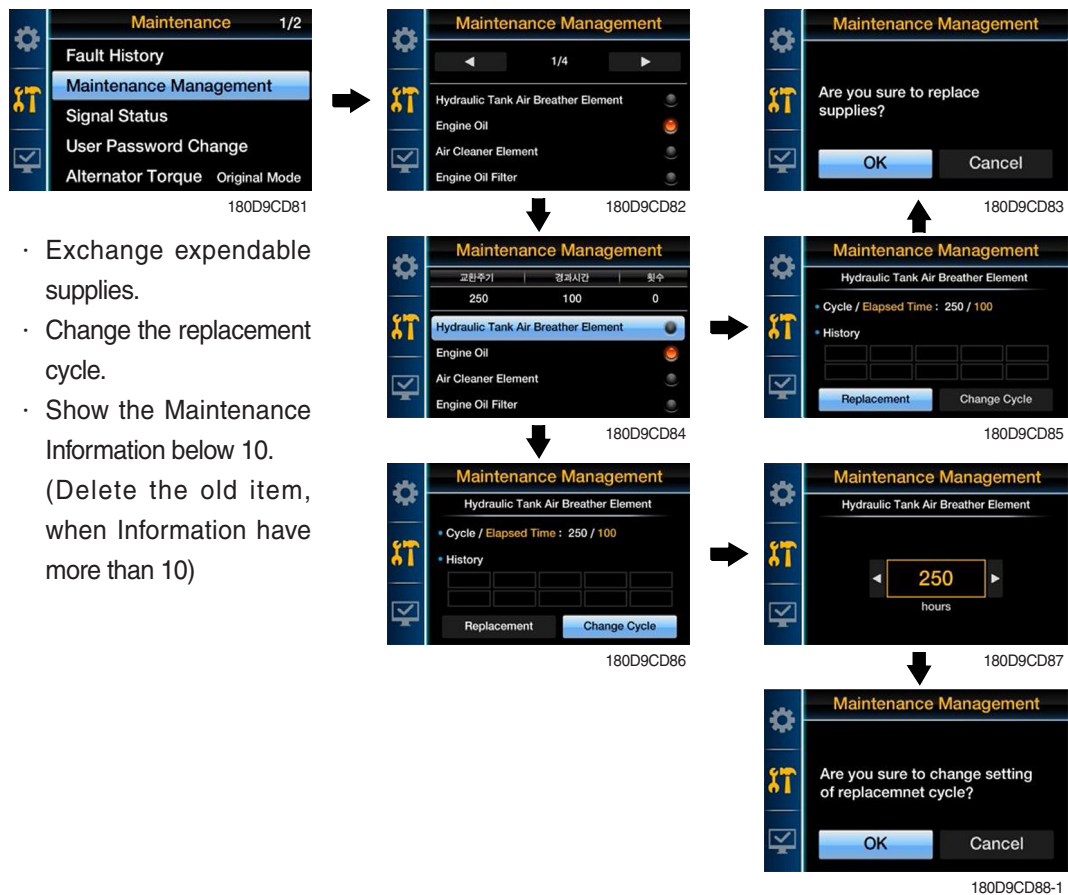 Maintenance 1/2
Fault History
Maintenance Management
Signal Status
User Password Change
Alternator Torque Original Mode
180D9CD81
· Exchange expendable
supplies.
· Change the replacement
cycle.
· Show the Maintenance
Information below 10.
(Delete the old item,
when Information have
more than 10)
Maintenance Management
◀ 1/4 ▶
Hydraulic Tank Air Breather Element
Engine Oil
Air Cleaner Element
Engine Oil Filter
180D9CD82
Maintenance Management
Are you sure to replace
supplies?
OK Cancel
180D9CD83
Maintenance Management
교환주기 경과시간 횟수
250 100 0
Hydraulic Tank Air Breather Element
Engine Oil
Air Cleaner Element
Engine Oil Filter
180D9CD84
Maintenance Management
Hydraulic Tank Air Breather Element
• Cycle / Elapsed Time : 250 / 100
• History
Replacement Change Cycle
180D9CD85
Maintenance Management
Hydraulic Tank Air Breather Element
• Cycle / Elapsed Time : 250 / 100
• History
Replacement Change Cycle
180D9CD86
Maintenance Management
Hydraulic Tank Air Breather Element
◀ 250 ▶
hours
180D9CD87
Maintenance Management
Are you sure to change setting
of replacemnet cycle?
OK Cancel
180D9CD88-1